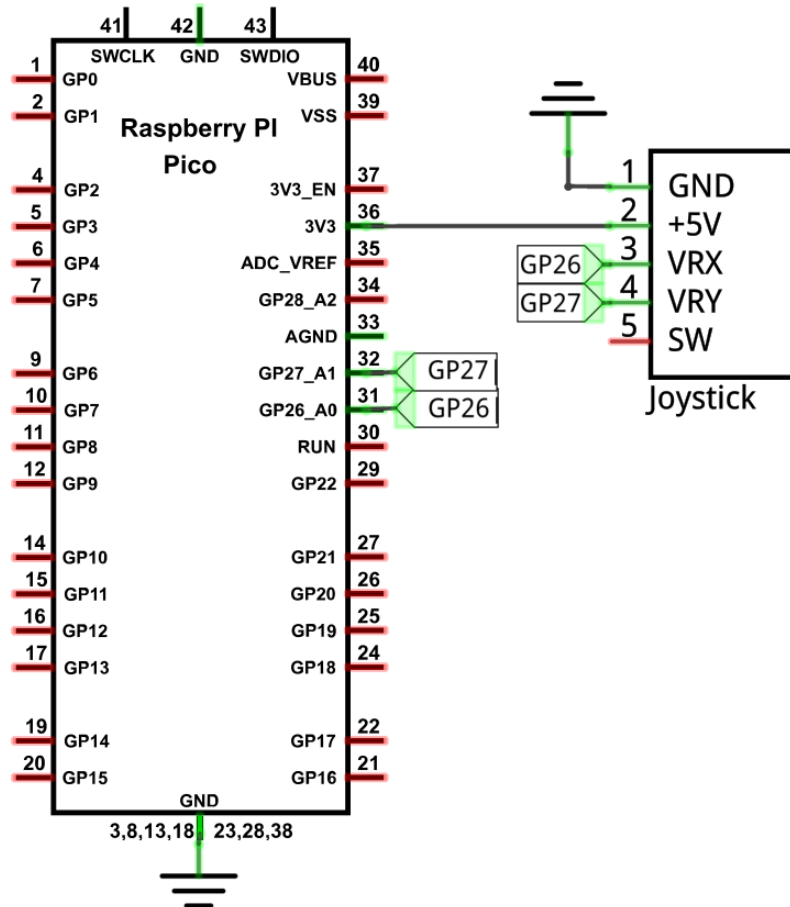 41 42 43
SWCLK GND SWDIO
1 GP0 VBUS 40
2 GP1 VSS 39
Raspberry PI
Pico
4 GP2 3V3_EN 37
5 GP3 3V3 36
6 GP4 ADC_VREF 35
7 GP5 GP28_A2 34
AGND 33
9 GP6 GP27_A1 32 GP27
10 GP7 GP26_A0 31 GP26
11 GP8 RUN 30
12 GP9 GP22 29
14 GP10 GP21 27
15 GP11 GP20 26
16 GP12 GP19 25
17 GP13 GP18 24
19 GP14 GP17 22
20 GP15 GP16 21
GND
3,8,13,18 23,28,38
1 GND
2 +5V
GP26 3 VRX
GP27 4 VRY
5 SW
Joystick